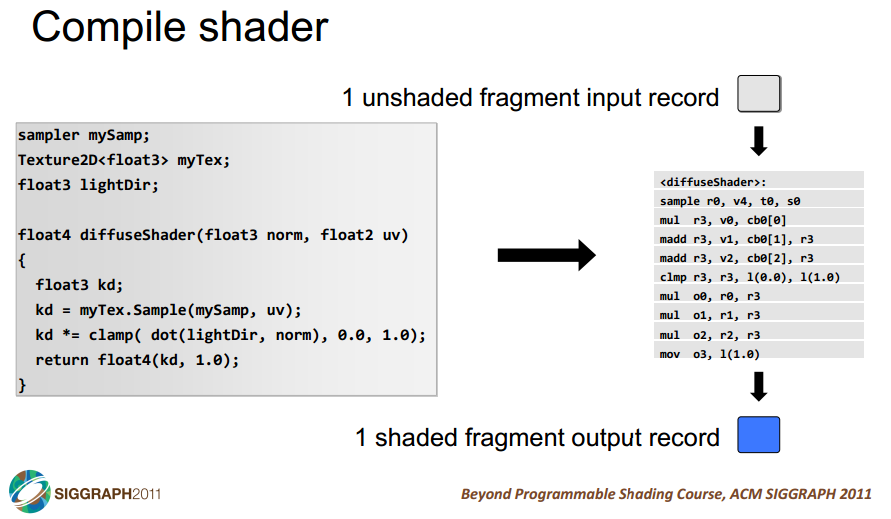 Compile shader
1 unshaded fragment input record
sampler mySamp;
Texture2D<float3> myTex;
float3 lightDir;
float4 diffuseShader(float3 norm, float2 uv)
{
float3 kd;
kd = myTex.Sample(mySamp, uv);
kd *= clamp( dot(lightDir, norm), 0.0, 1.0);
return float4(kd, 1.0);
}
<diffuseShader>:
sample r0, v4, t0, s0
mul r3, v0, cb0[0]
madd r3, v1, cb0[1], r3
madd r3, v2, cb0[2], r3
clmp r3, r3, l(0.0), l(1.0)
mul o0, r0, r3
mul o1, r1, r3
mul o2, r2, r3
mov o3, l(1.0)
1 shaded fragment output record
SIGGRAPH2011
Beyond Programmable Shading Course, ACM SIGGRAPH 2011